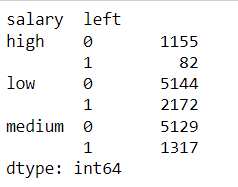 salary left
high 0 1155
1 82
low 0 5144
1 2172
medium 0 5129
1 1317
dtype: int64